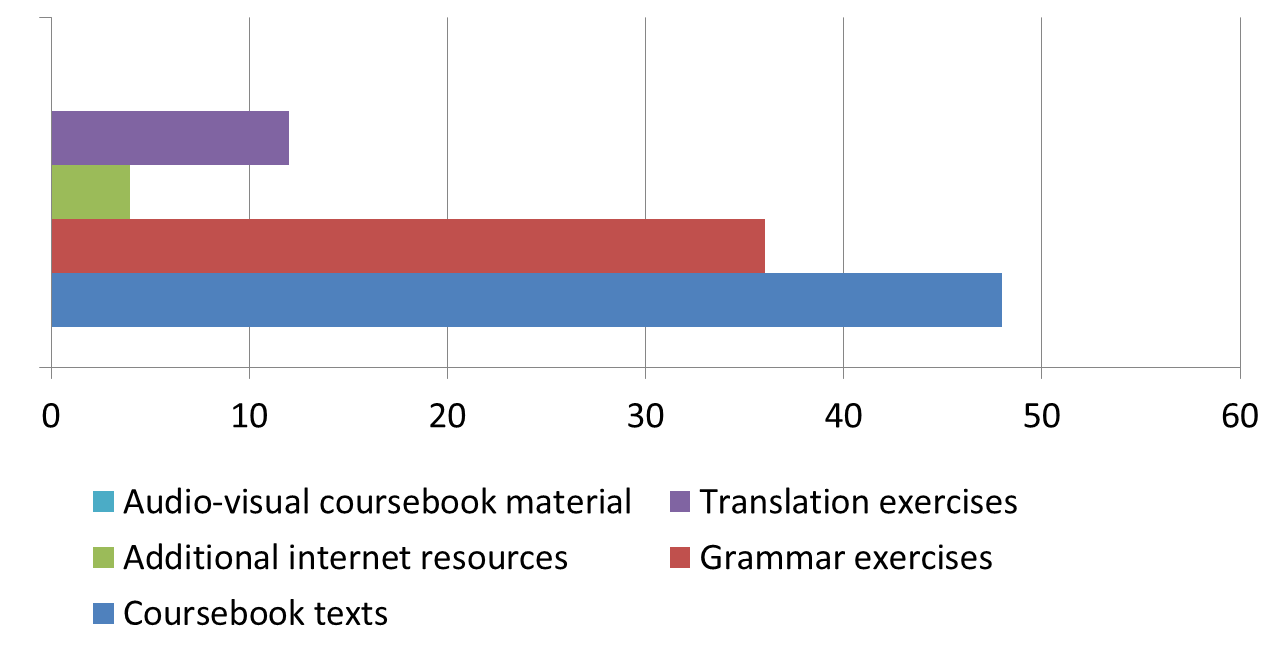 0 10 20 30 40 50 60
Audio-visual coursebook material Translation exercises
Additional internet resources Grammar exercises
Coursebook texts